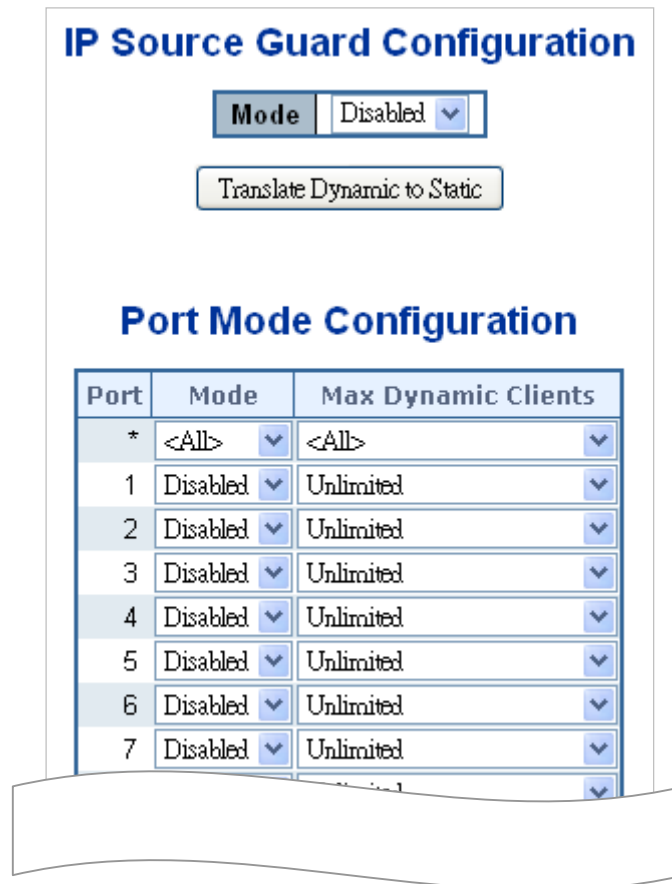 IP Source Guard Configuration
Mode Disabled
Translate Dynamic to Static
Port Mode Configuration
Port Mode Max Dynamic Clients
* <All> <All>
1 Disabled Unlimited
2 Disabled Unlimited
3 Disabled Unlimited
4 Disabled Unlimited
5 Disabled Unlimited
6 Disabled Unlimited
7 Disabled Unlimited